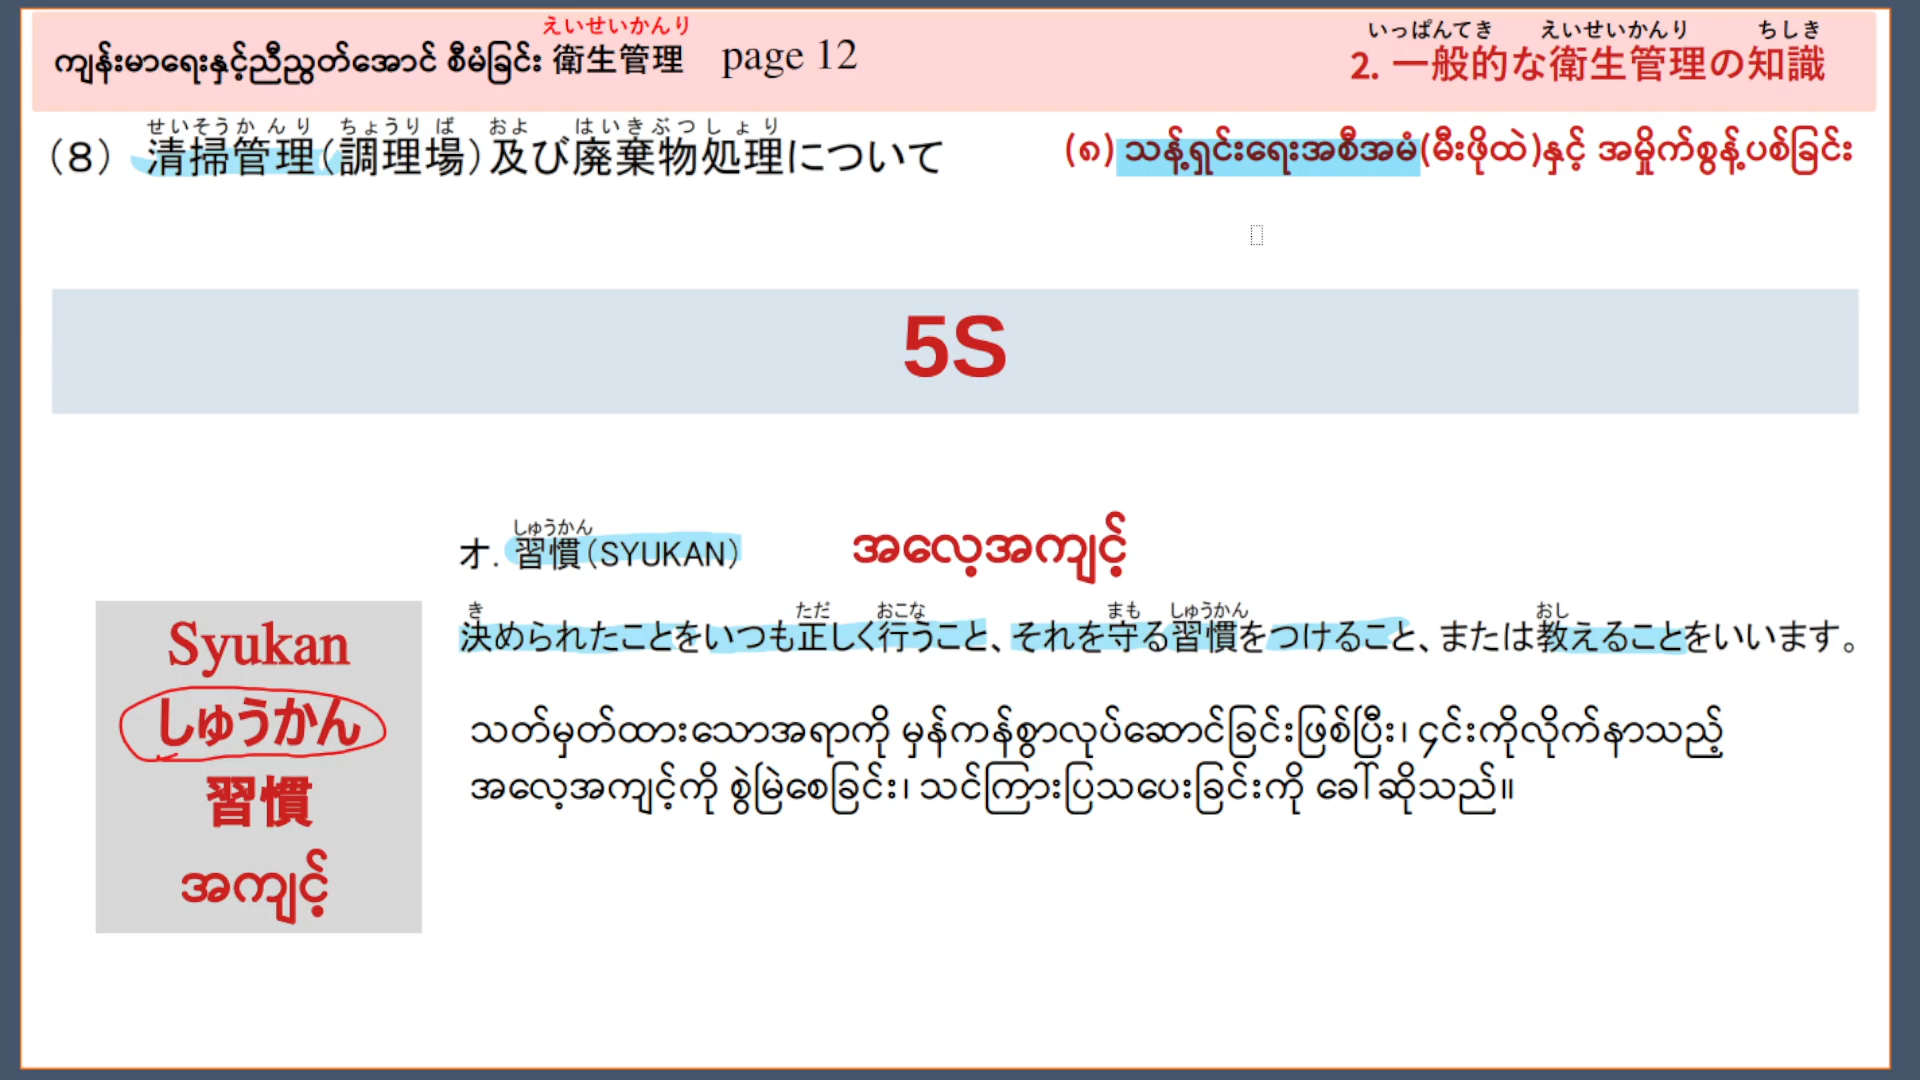 ကျန်းမာရေးနှင့်ညီညွတ်အောင် စီမံခြင်း 衛生管理 page 12
えいせいかんり
いっぱんてき えいせいかんり ちしき
2. 一般的な衛生管理の知識
せいそうかんり ちょうりば およ はいきぶつしょり
（8） 清掃管理（調理場）及び廃棄物処理について
(၈) သန့်ရှင်းရေးအစီအမံ(မီးဖိုထဲ)နှင့် အမှိုက်စွန့်ပစ်ခြင်း
5S
しゅうかん
オ. 習慣（SYUKAN）
အလေ့အကျင့်
き ただ おこな まも しゅうかん おし
決められたことをいつも正しく行うこと、それを守る習慣をつけること、または教えることをいいます。
သတ်မှတ်ထားသောအရာကို မှန်ကန်စွာလုပ်ဆောင်ခြင်းဖြစ်ပြီး၊ ၄င်းကိုလိုက်နာသည့်
အလေ့အကျင့်ကို စွဲမြဲစေခြင်း၊ သင်ကြားပြသပေးခြင်းကို ခေါ်ဆိုသည်။
Syukan
しゅうかん
習慣
အကျင့်